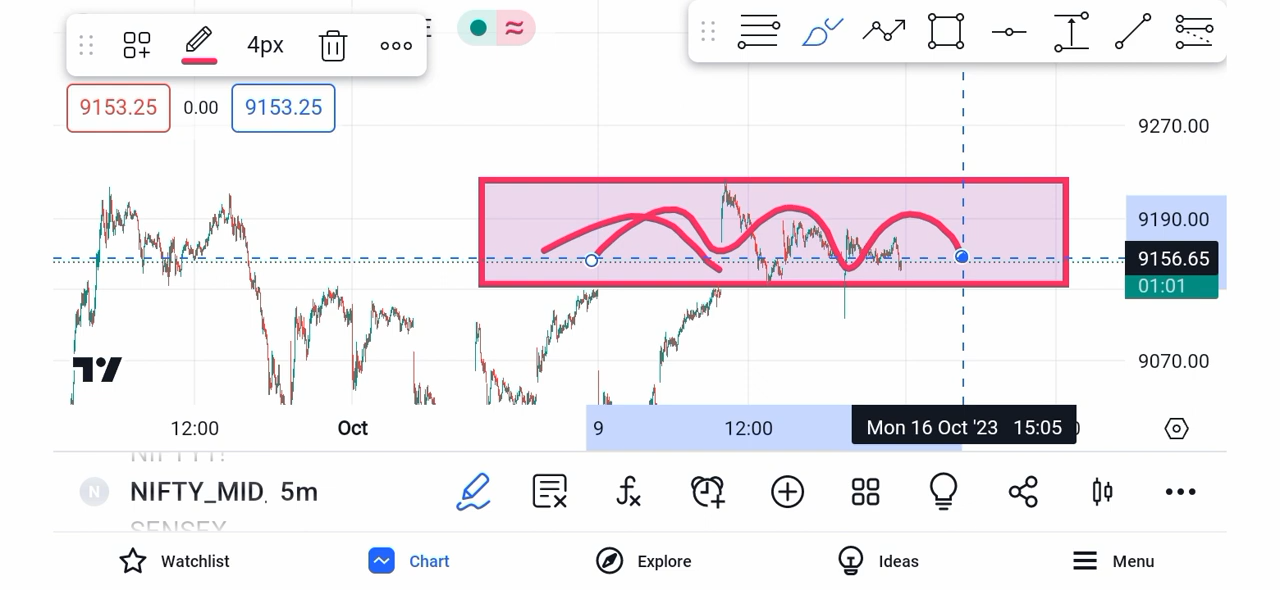 4px
9153.25 0.00 9153.25
9270.00
9190.00
9156.65
01:01
9070.00
12:00 Oct 9 12:00 Mon 16 Oct '23 15:05
NIFTY_MID, 5m
Watchlist Chart Explore Ideas Menu